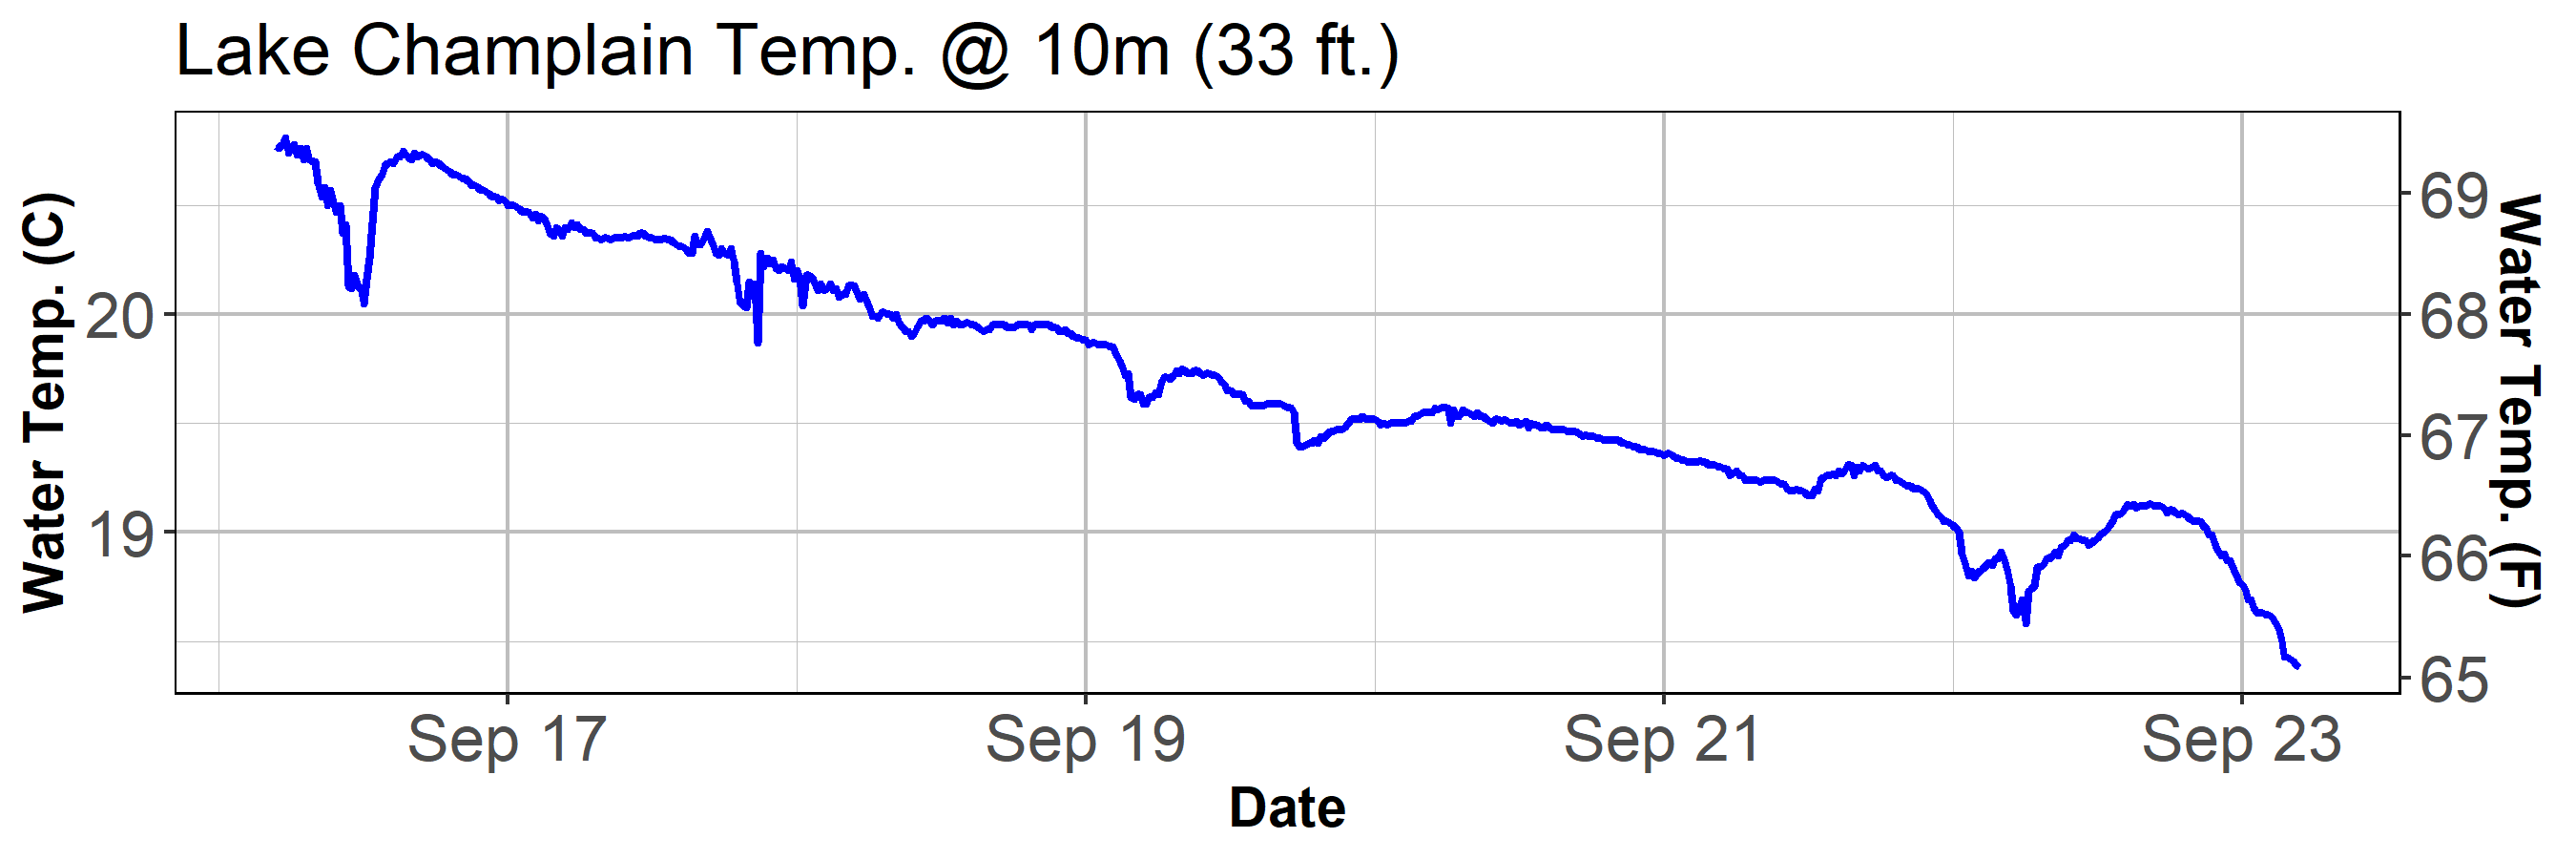 Lake Champlain Temp. @ 10m (33 ft.)
Water Temp. (C)
20
19
69
68
67
66
65
Water Temp. (F)
Sep 17
Sep 19
Sep 21
Sep 23
Date